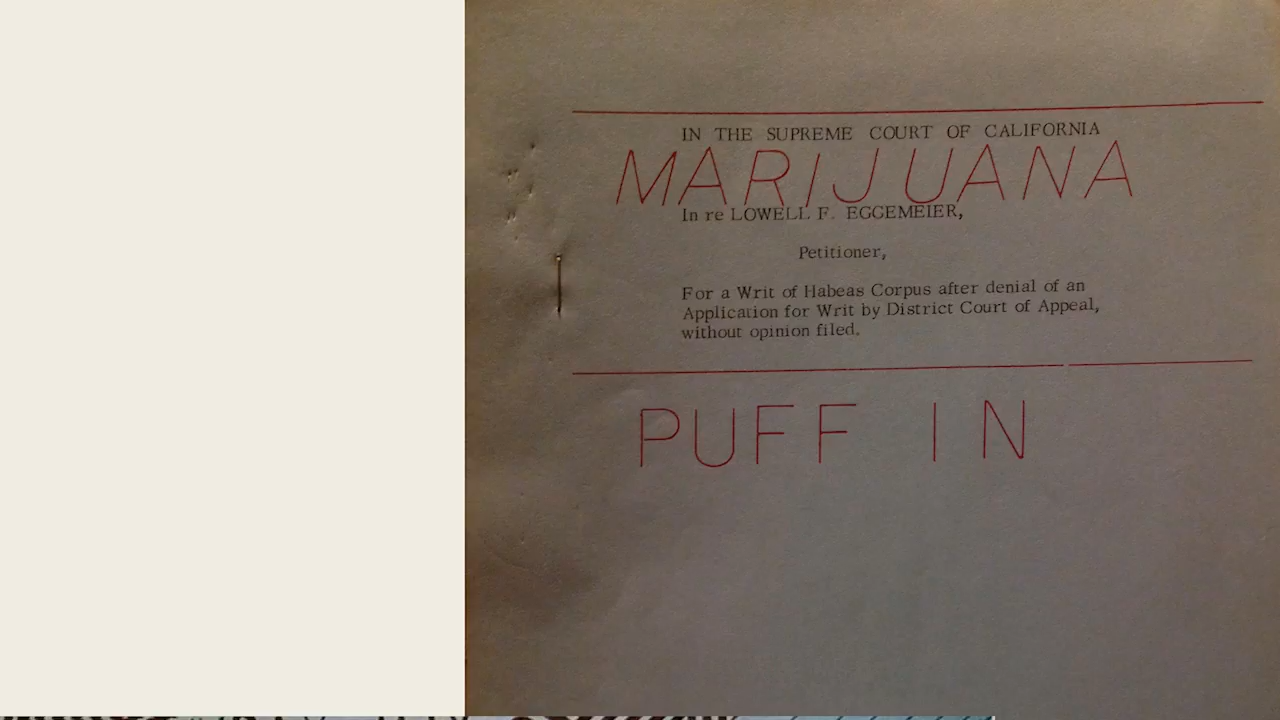 IN THE SUPREME COURT OF CALIFORNIA
MARIJUANA
In re LOWELL F. EGGEMEIER,
Petitioner,
For a Writ of Habeas Corpus after denial of an
Application for Writ by District Court of Appeal,
without opinion filed.
PUFF IN